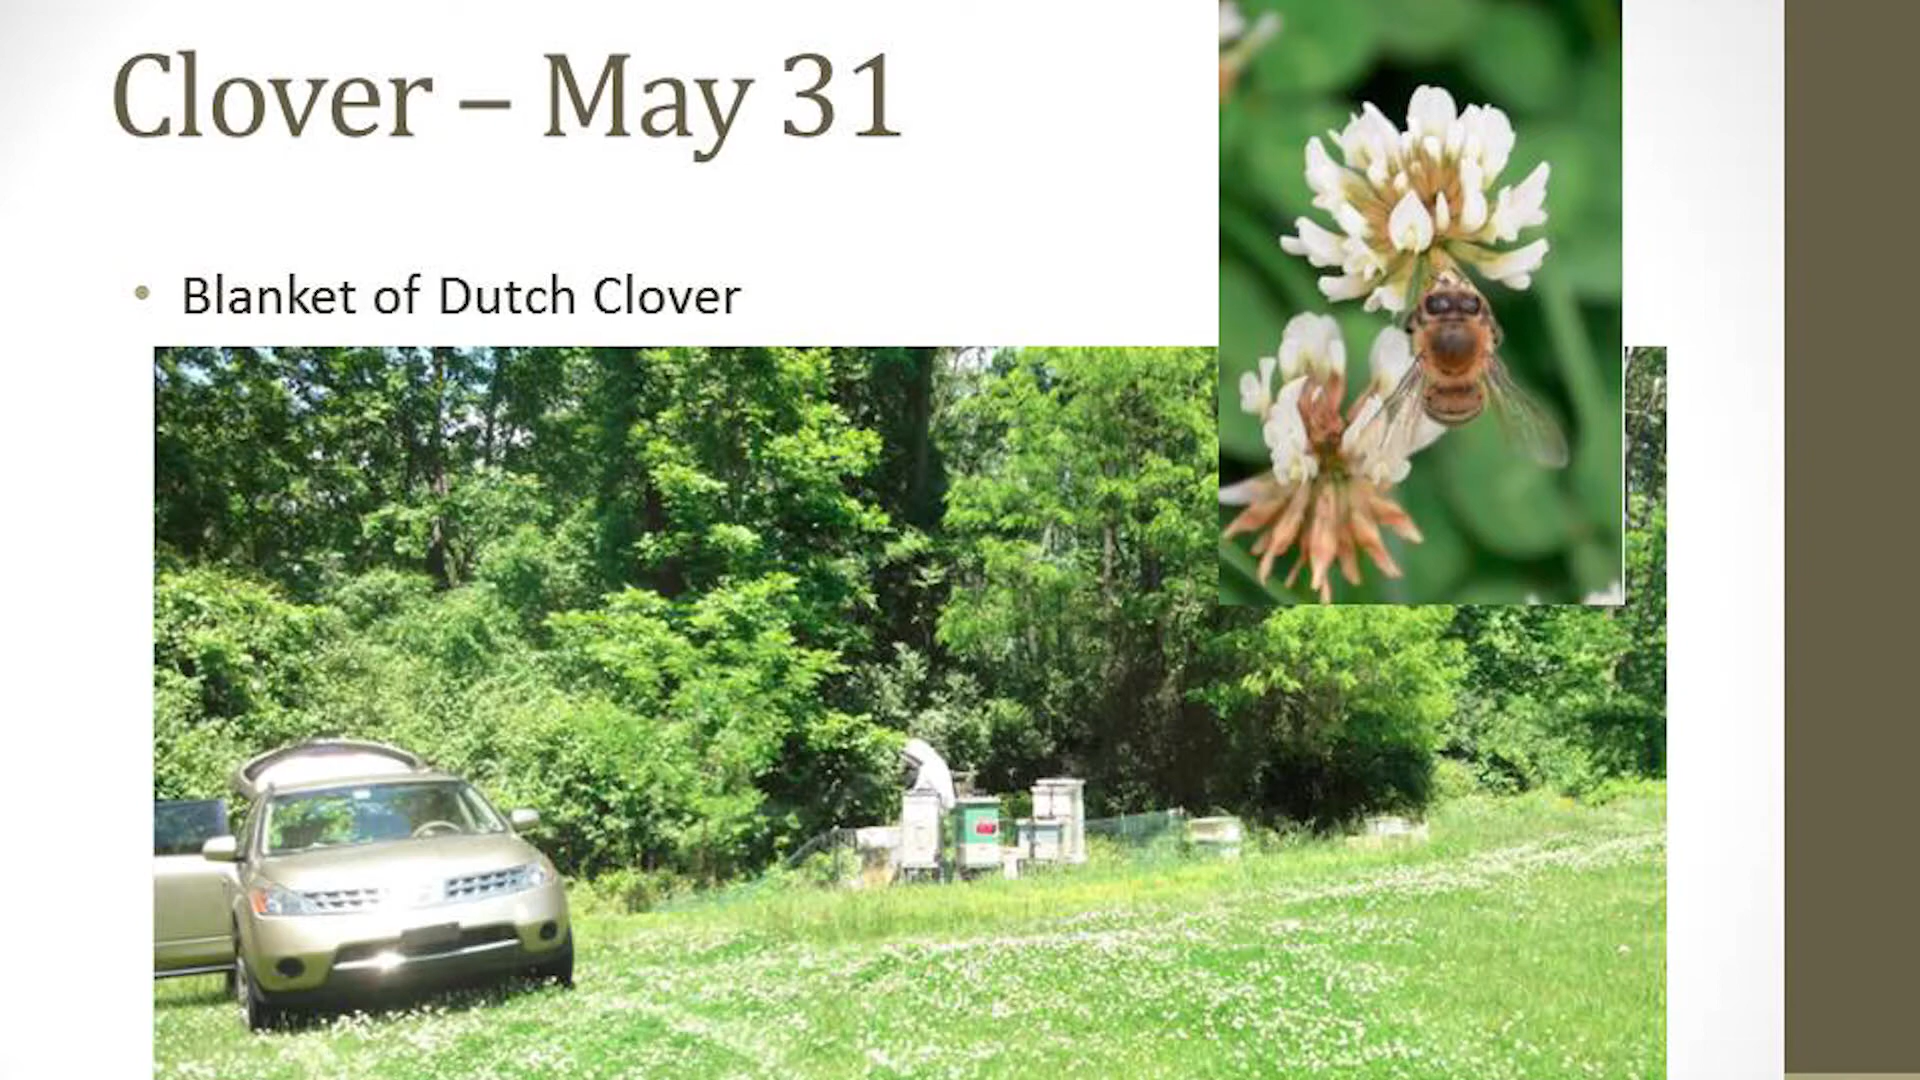 Clover – May 31
• Blanket of Dutch Clover